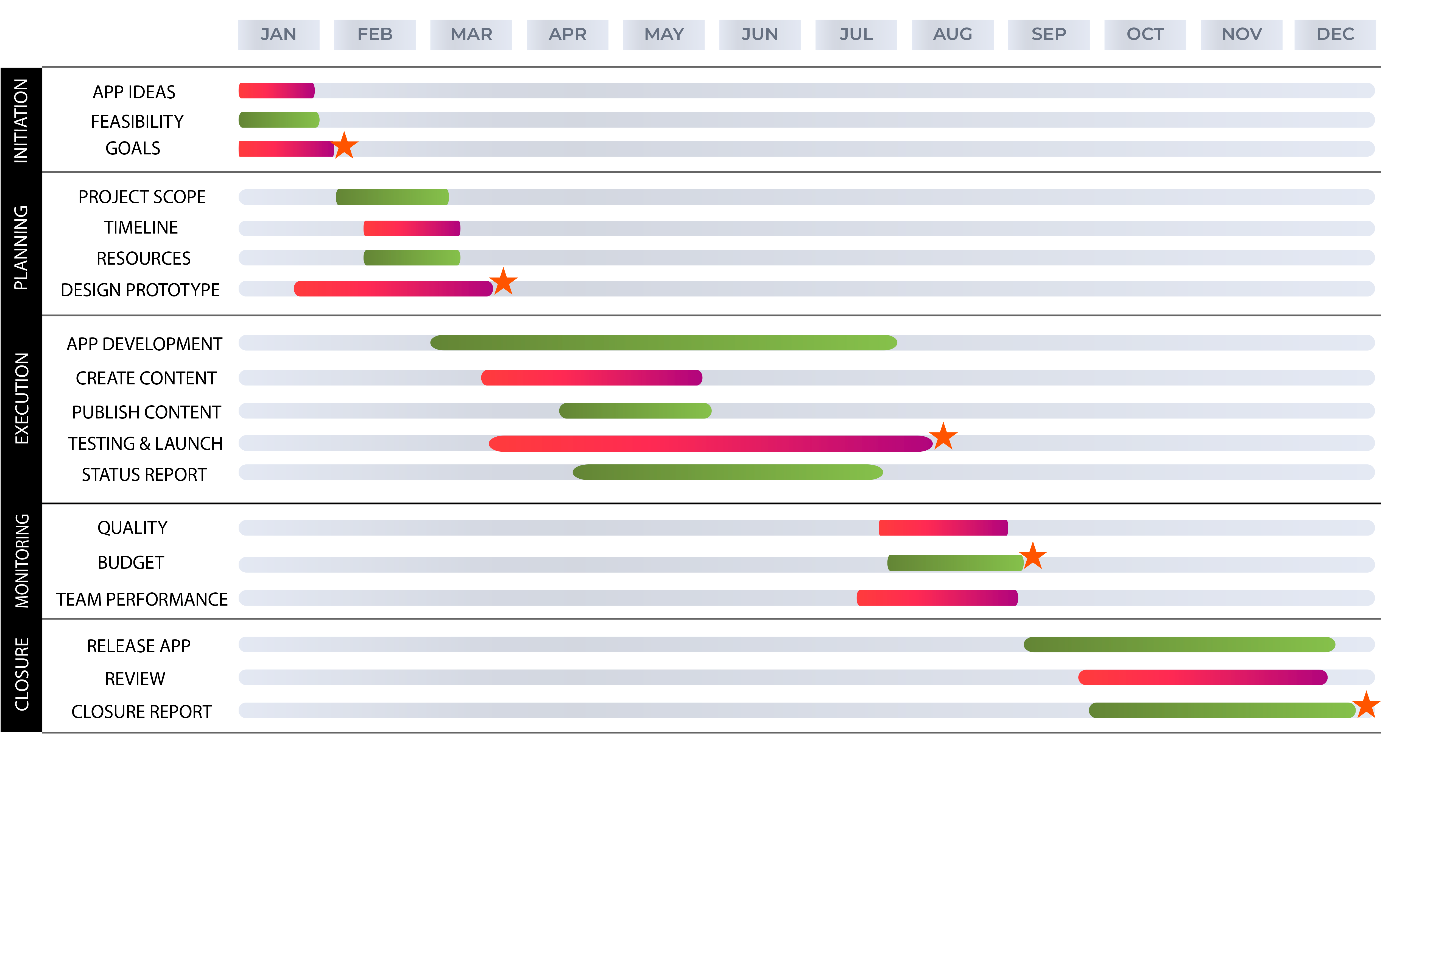 JAN FEB MAR APR MAY JUN JUL AUG SEP OCT NOV DEC
INITIATION
APP IDEAS
FEASIBILITY
GOALS
PLANNING
PROJECT SCOPE
TIMELINE
RESOURCES
DESIGN PROTOTYPE
EXECUTION
APP DEVELOPMENT
CREATE CONTENT
PUBLISH CONTENT
TESTING & LAUNCH
STATUS REPORT
MONITORING
QUALITY
BUDGET
TEAM PERFORMANCE
CLOSURE
RELEASE APP
REVIEW
CLOSURE REPORT